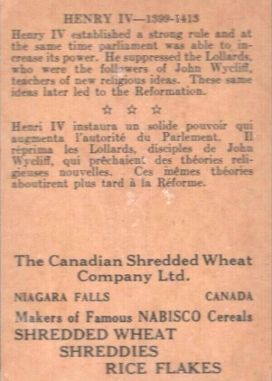 HENRY IV—1399-1413
Henry IV established a strong rule and at
the same time parliament was able to in-
crease its power. He suppressed the Lollards,
who were the followers of John Wycliff,
teachers of new religious ideas. These same
ideas later led to the Reformation.
☆ ☆ ☆
Henri IV instaura un solide pouvoir qui
augmenta l'autorité du Parlement. Il
réprima les Lollards, disciples de John
Wycliff, qui prêchaient des théories reli-
gieuses nouvelles. Ces mêmes théories
aboutirent plus tard à la Réforme.
The Canadian Shredded Wheat
Company Ltd.
NIAGARA FALLS CANADA
Makers of Famous NABISCO Cereals
SHREDDED WHEAT
SHREDDIES
RICE FLAKES